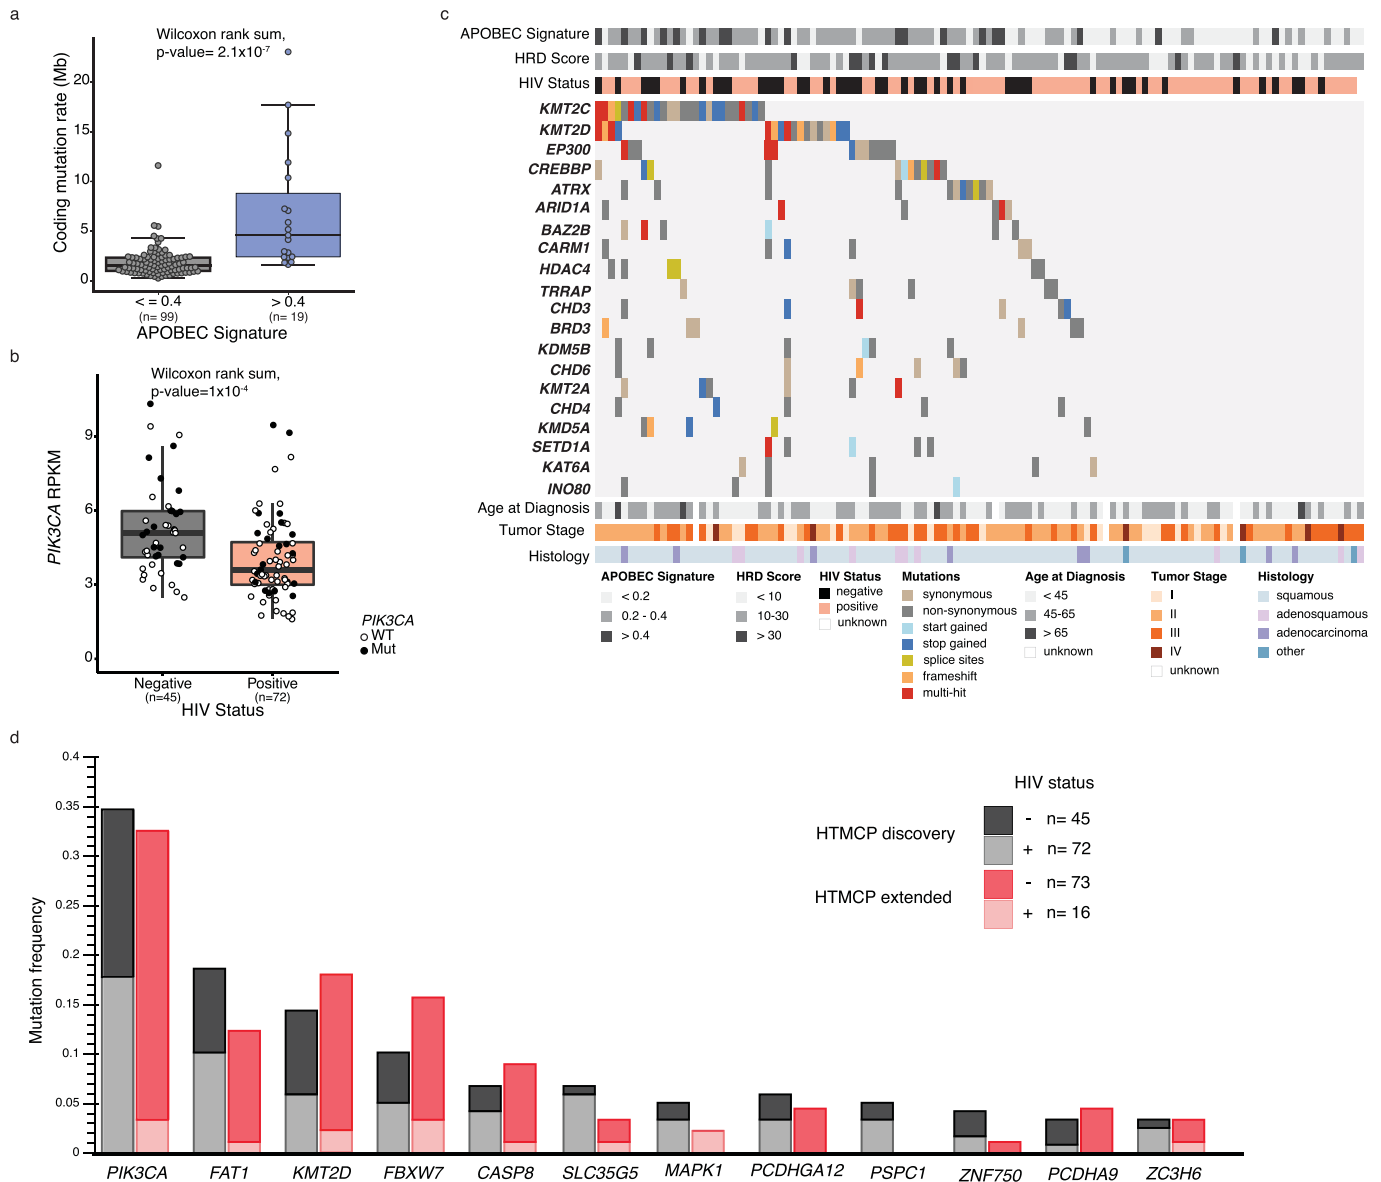 a
Wilcoxon rank sum,
p-value= 2.1x10-7
Coding mutation rate (Mb)
20
15
10
5
0
< = 0.4
(n= 99)
> 0.4
(n= 19)
APOBEC Signature
b
Wilcoxon rank sum,
p-value=1x10-4
PIK3CA RPKM
9
6
3
0
PIK3CA
WT
Mut
Negative
(n=45)
Positive
(n=72)
HIV Status
c
APOBEC Signature
HRD Score
HIV Status
KMT2C
KMT2D
EP300
CREBBP
ATRX
ARID1A
BAZ2B
CARM1
HDAC4
TRRAP
CHD3
BRD3
KDM5B
CHD6
KMT2A
CHD4
KMD5A
SETD1A
KAT6A
INO80
Age at Diagnosis
Tumor Stage
Histology
APOBEC Signature
< 0.2
0.2 - 0.4
> 0.4
HRD Score
< 10
10-30
> 30
HIV Status
negative
positive
unknown
Mutations
synonymous
non-synonymous
start gained
stop gained
splice sites
frameshift
multi-hit
Age at Diagnosis
< 45
45-65
> 65
unknown
Tumor Stage
I
II
III
IV
unknown
Histology
squamous
adenosquamous
adenocarcinoma
other
d
Mutation frequency
0.4
0.35
0.3
0.25
0.2
0.15
0.1
0.05
0
HIV status
HTMCP discovery
- n= 45
+ n= 72
HTMCP extended
- n= 73
+ n= 16
PIK3CA
FAT1
KMT2D
FBXW7
CASP8
SLC35G5
MAPK1
PCDHGA12
PSPC1
ZNF750
PCDHA9
ZC3H6